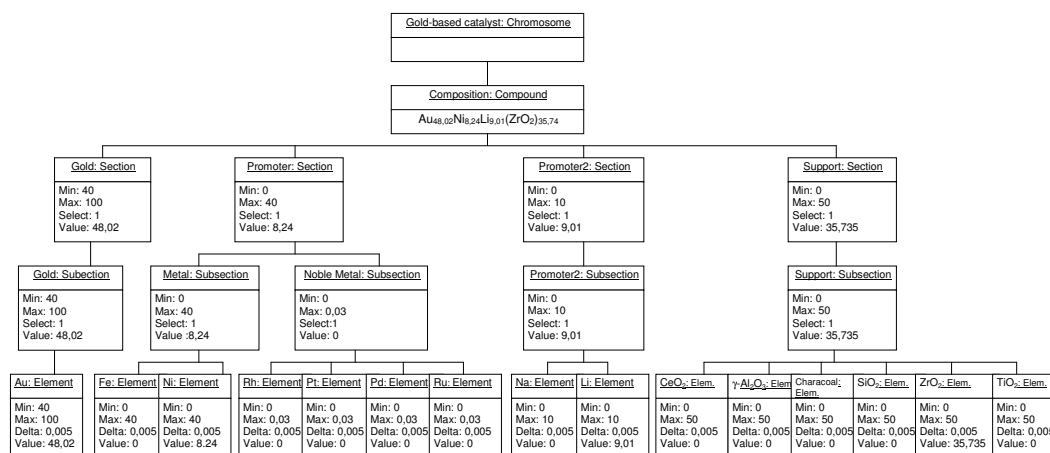 Gold-based catalyst: Chromosome
Composition: Compound
Au48,02Ni8,24Li9,01(ZrO2)35,74
Gold: Section
Min: 40
Max: 100
Select: 1
Value: 48,02
Promoter: Section
Min: 0
Max: 40
Select: 1
Value: 8,24
Promoter2: Section
Min: 0
Max: 10
Select: 1
Value: 9,01
Support: Section
Min: 0
Max: 50
Select: 1
Value: 35,735
Gold: Subection
Min: 40
Max: 100
Select: 1
Value: 48,02
Metal: Subsection
Min: 0
Max: 40
Select: 1
Value :8,24
Noble Metal: Subsection
Min: 0
Max: 0,03
Select:1
Value: 0
Promoter2: Subsection
Min: 0
Max: 10
Select: 1
Value: 9,01
Support: Subsection
Min: 0
Max: 50
Select: 1
Value: 35,735
Au: Element
Min: 40
Max: 100
Delta: 0,005
Value: 48,02
Fe: Element
Min: 0
Max: 40
Delta: 0,005
Value: 0
Ni: Element
Min: 0
Max: 40
Delta: 0,005
Value: 8.24
Rh: Element
Min: 0
Max: 0,03
Delta: 0,005
Value: 0
Pt: Element
Min: 0
Max: 0,03
Delta: 0,005
Value: 0
Pd: Element
Min: 0
Max: 0,03
Delta: 0,005
Value: 0
Ru: Element
Min: 0
Max: 0,03
Delta: 0,005
Value: 0
Na: Element
Min: 0
Max: 10
Delta: 0,005
Value: 0
Li: Element
Min: 0
Max: 10
Delta: 0,005
Value: 9,01
CeO2: Elem.
Min: 0
Max: 50
Delta: 0,005
Value: 0
γ-Al2O3: Elem.
Min: 0
Max: 50
Delta: 0,005
Value: 0
Characoal:
Elem.
Min: 0
Max: 50
Delta: 0,005
Value: 0
SiO2: Elem.
Min: 0
Max: 50
Delta: 0,005
Value: 0
ZrO2: Elem.
Min: 0
Max: 50
Delta: 0,005
Value: 35,735
TiO2: Elem.
Min: 0
Max: 50
Delta: 0,005
Value: 0